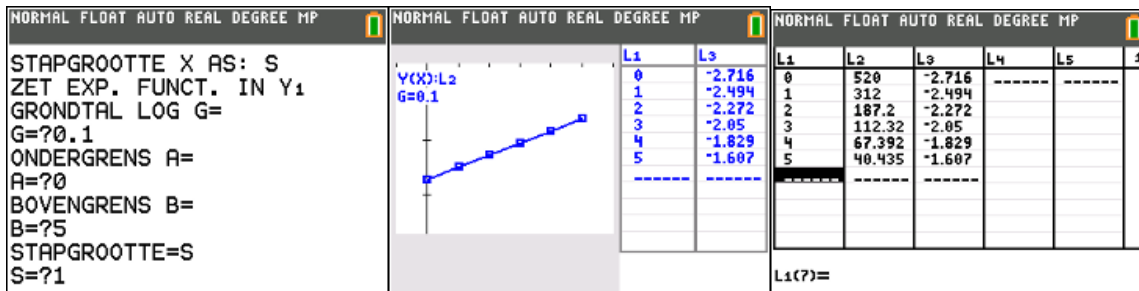 NORMAL FLOAT AUTO REAL DEGREE MP
STAPGROOTTE X AS: S
ZET EXP. FUNCT. IN Y1
GRONDTAL LOG G=
G=?0.1
ONDERGRENS A=
A=?0
BOVENGRENS B=
B=?5
STAPGROOTTE=S
S=?1
NORMAL FLOAT AUTO REAL DEGREE MP
Y(X):L2
G=0.1
L1 L3
0 -2.716
1 -2.494
2 -2.272
3 -2.05
4 -1.829
5 -1.607
------ ------
NORMAL FLOAT AUTO REAL DEGREE MP
L1 L2 L3 L4 L5 1
0 520 -2.716 ------ ------
1 312 -2.494
2 187.2 -2.272
3 112.32 -2.05
4 67.392 -1.829
5 40.435 -1.607
------ ------ ------
L1(7)=